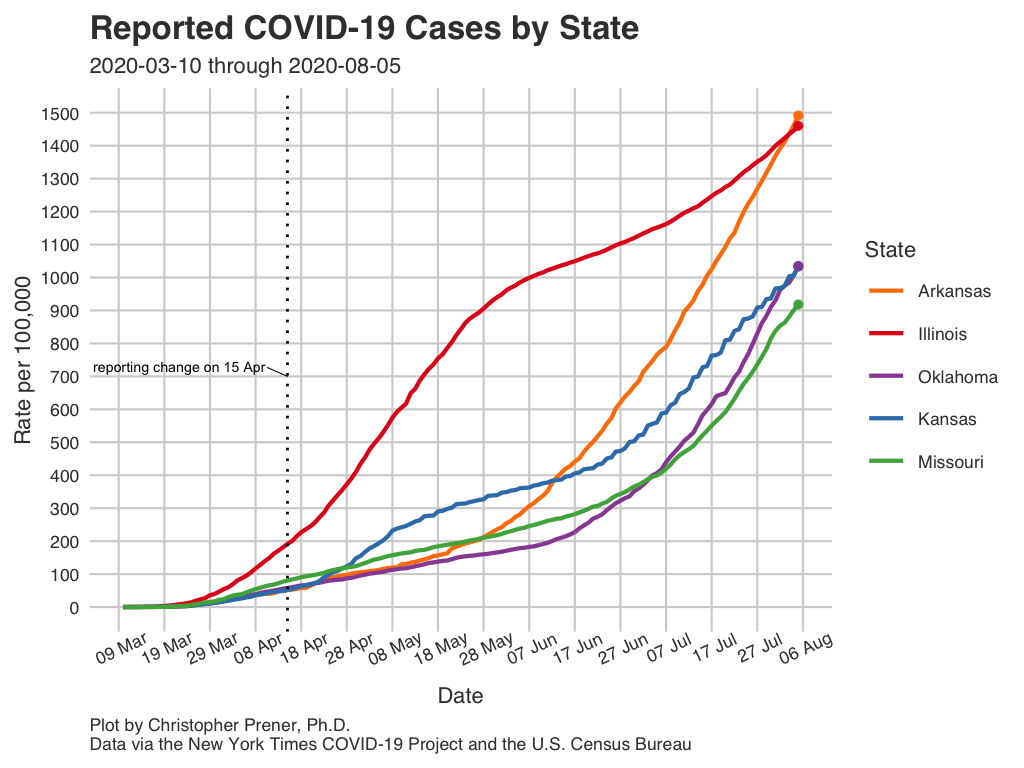 Reported COVID-19 Cases by State
2020-03-10 through 2020-08-05
Rate per 100,000
1500
1400
1300
1200
1100
1000
900
800
700
600
500
400
300
200
100
0
reporting change on 15 Apr
09 Mar
19 Mar
29 Mar
08 Apr
18 Apr
28 Apr
08 May
18 May
28 May
07 Jun
17 Jun
27 Jun
07 Jul
17 Jul
27 Jul
06 Aug
Date
State
Arkansas
Illinois
Oklahoma
Kansas
Missouri
Plot by Christopher Prener, Ph.D.
Data via the New York Times COVID-19 Project and the U.S. Census Bureau